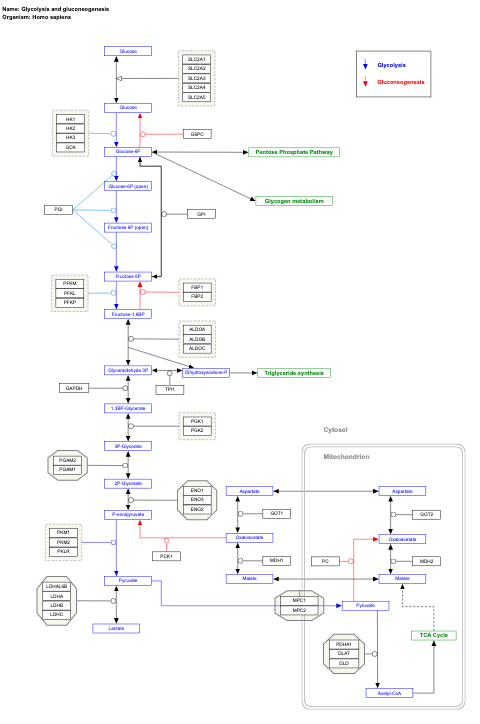 Name: Glycolysis and gluconeogenesis
Organism: Homo sapiens
Glucose
SLC2A1
SLC2A2
SLC2A3
SLC2A4
SLC2A5
Glycolysis
Gluconeogenesis
Glucose
HK1
HK2
HK3
GCK
G6PC
Glucose-6P
Pentose Phosphate Pathway
Glucose-6P (open)
Glycogen metabolism
PGI
GPI
Fructose 6P (open)
Fructose 6P
PFKM
PFKL
PFKP
FBP1
FBP2
Fructose-1,6BP
ALDOA
ALDOB
ALDOC
Glyceraldehyde 3P
Dihydroxyacetone-P
Triglyceride synthesis
GAPDH
TPI1
1,3BP-Glycerate
PGK1
PGK2
3P-Glycerate
PGAM2
PGAM1
2P-Glycerate
ENO1
ENO3
ENO2
P-enolpyruvate
Cytosol
Mitochondrion
Aspartate
Aspartate
GOT1
GOT2
PKM1
PKM2
PKLR
PCK1
Oxaloacetate
Oxaloacetate
MDH1
PC
MDH2
Malate
Malate
Pyruvate
LDHAL6B
LDHA
LDHB
LDHC
MPC1
MPC2
Pyruvate
Lactate
TCA Cycle
PDHA1
DLAT
DLD
Acetyl-CoA